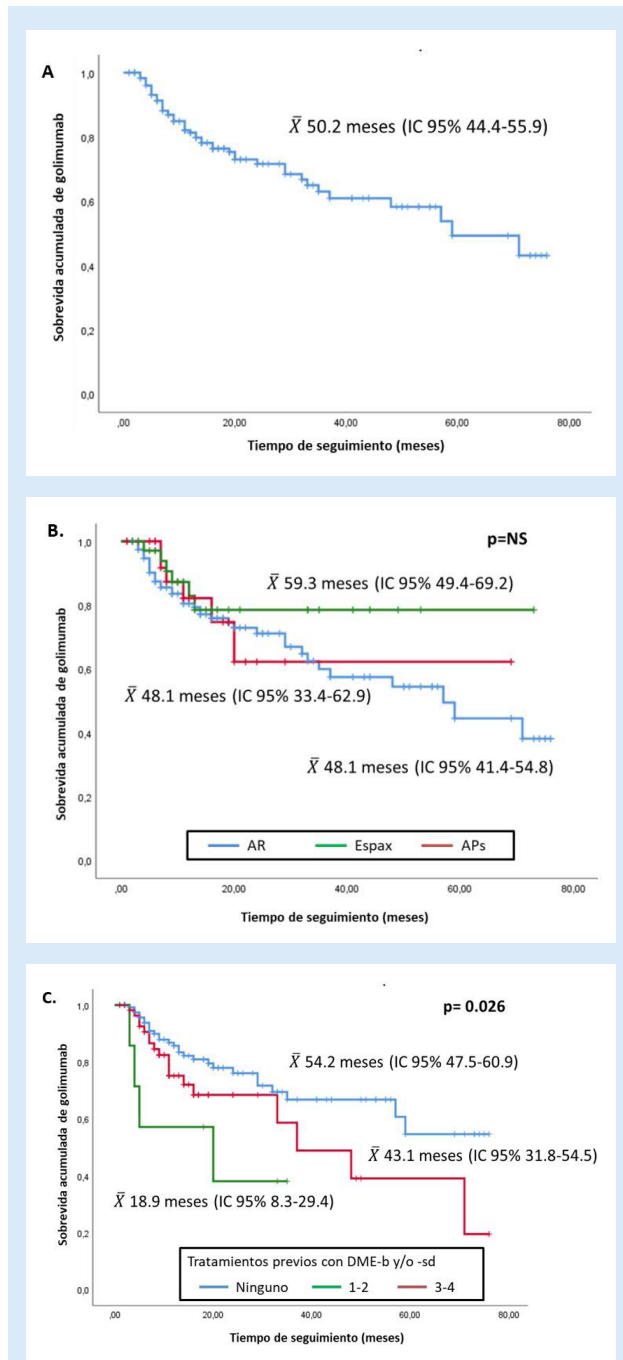 A
Sobrevida acumulada de golimumab
1,0
0,8
0,6
0,4
0,2
0,0
X̅ 50.2 meses (IC 95% 44.4-55.9)
,00 20,00 40,00 60,00 80,00
Tiempo de seguimiento (meses)
B.
p=NS
Sobrevida acumulada de golimumab
1,0
0,8
0,6
0,4
0,2
0,0
X̅ 59.3 meses (IC 95% 49.4-69.2)
X̅ 48.1 meses (IC 95% 33.4-62.9)
X̅ 48.1 meses (IC 95% 41.4-54.8)
AR Espax APs
,00 20,00 40,00 60,00 80,00
Tiempo de seguimiento (meses)
C.
p= 0.026
Sobrevida acumulada de golimumab
1,0
0,8
0,6
0,4
0,2
0,0
X̅ 54.2 meses (IC 95% 47.5-60.9)
X̅ 43.1 meses (IC 95% 31.8-54.5)
X̅ 18.9 meses (IC 95% 8.3-29.4)
Tratamientos previos con DME-b y/o -sd
Ninguno 1-2 3-4
,00 20,00 40,00 60,00 80,00
Tiempo de seguimiento (meses)